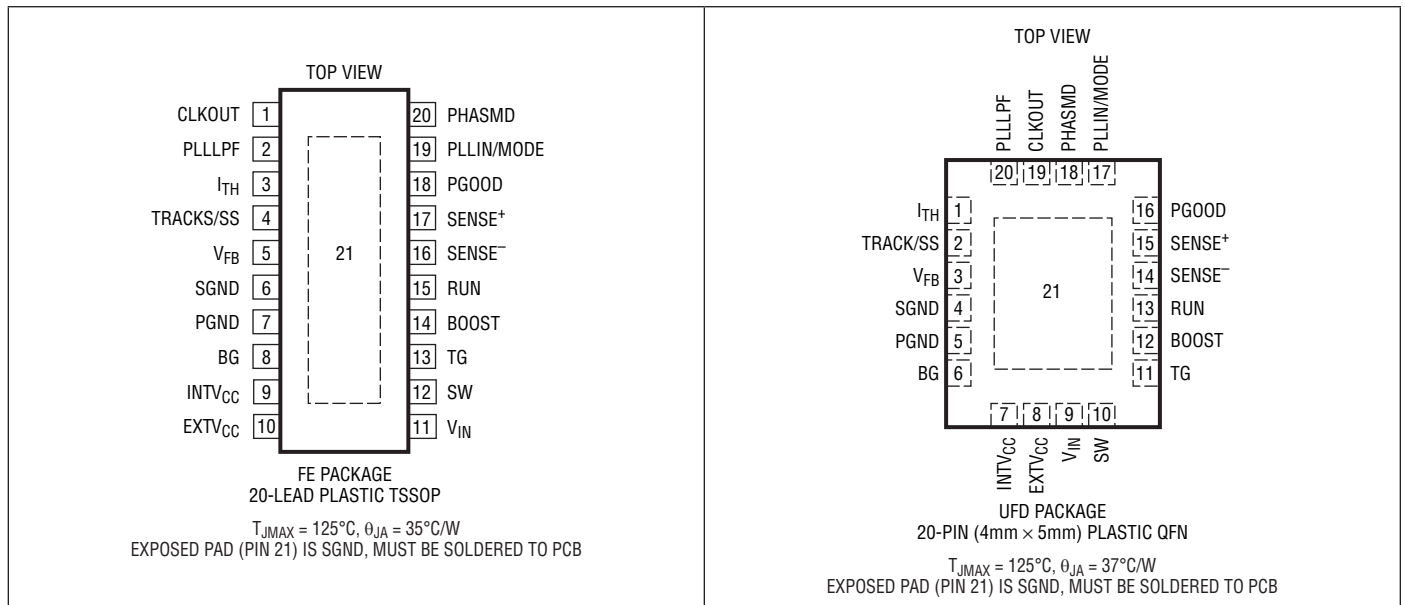 TOP VIEW
CLKOUT 1
PLLLPF 2
ITH 3
TRACKS/SS 4
VFB 5
SGND 6
PGND 7
BG 8
INTVCC 9
EXTVCC 10
20 PHASMD
19 PLLIN/MODE
18 PGOOD
17 SENSE+
16 SENSE–
15 RUN
14 BOOST
13 TG
12 SW
11 VIN
21
FE PACKAGE
20-LEAD PLASTIC TSSOP
TJMAX = 125°C, θJA = 35°C/W
EXPOSED PAD (PIN 21) IS SGND, MUST BE SOLDERED TO PCB
TOP VIEW
PLLLPF
CLKOUT
PHASMD
PLLIN/MODE
20 19 18 17
ITH 1
TRACK/SS 2
VFB 3
SGND 4
PGND 5
BG 6
16 PGOOD
15 SENSE+
14 SENSE–
13 RUN
12 BOOST
11 TG
21
7 8 9 10
INTVCC
EXTVCC
VIN
SW
UFD PACKAGE
20-PIN (4mm × 5mm) PLASTIC QFN
TJMAX = 125°C, θJA = 37°C/W
EXPOSED PAD (PIN 21) IS SGND, MUST BE SOLDERED TO PCB